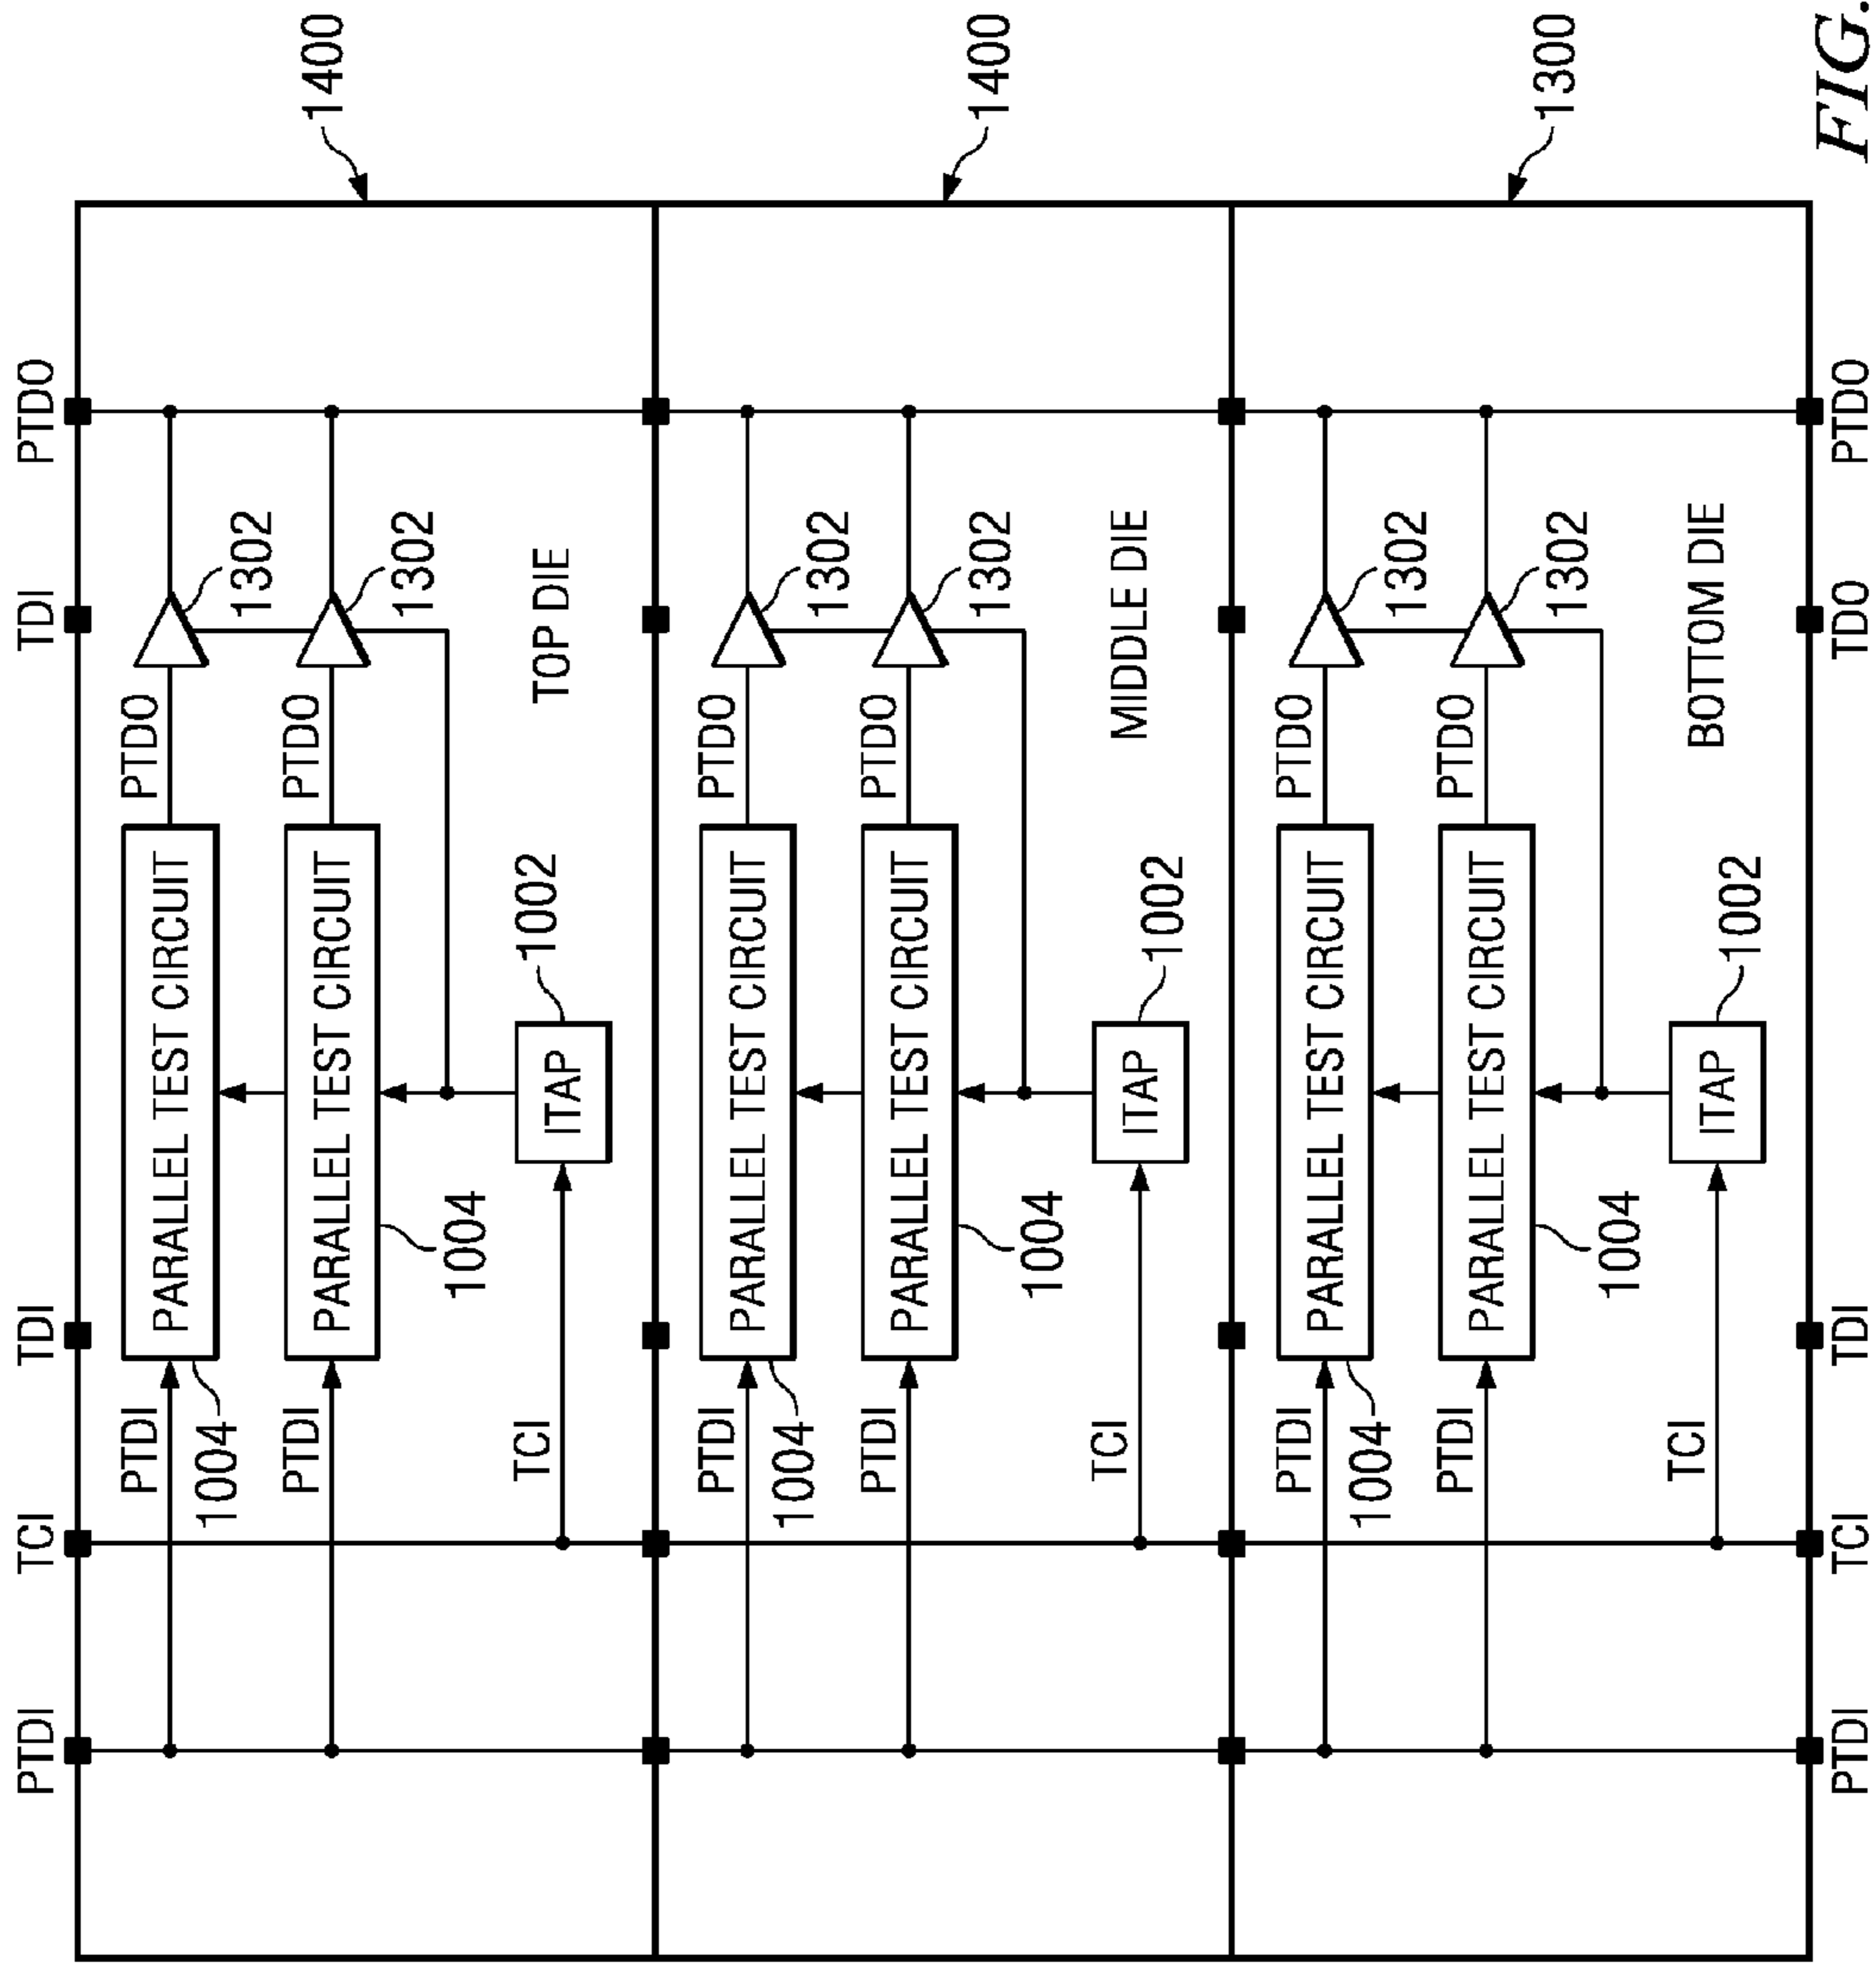 PTDI
TCI
TDI
TDI
PTDO
PTDI
PARALLEL TEST CIRCUIT
PTDO
1004
1302
1400
PTDI
PARALLEL TEST CIRCUIT
PTDO
1302
1004
TCI
ITAP
1002
TOP DIE
PTDI
PARALLEL TEST CIRCUIT
PTDO
1004
1302
PTDI
PARALLEL TEST CIRCUIT
PTDO
1302
1400
1004
TCI
ITAP
1002
MIDDLE DIE
PTDI
PARALLEL TEST CIRCUIT
PTDO
1004
1302
PTDI
PARALLEL TEST CIRCUIT
PTDO
1302
1300
1004
TCI
ITAP
1002
BOTTOM DIE
PTDI
TCI
TDI
TDO
PTDO
FIG.